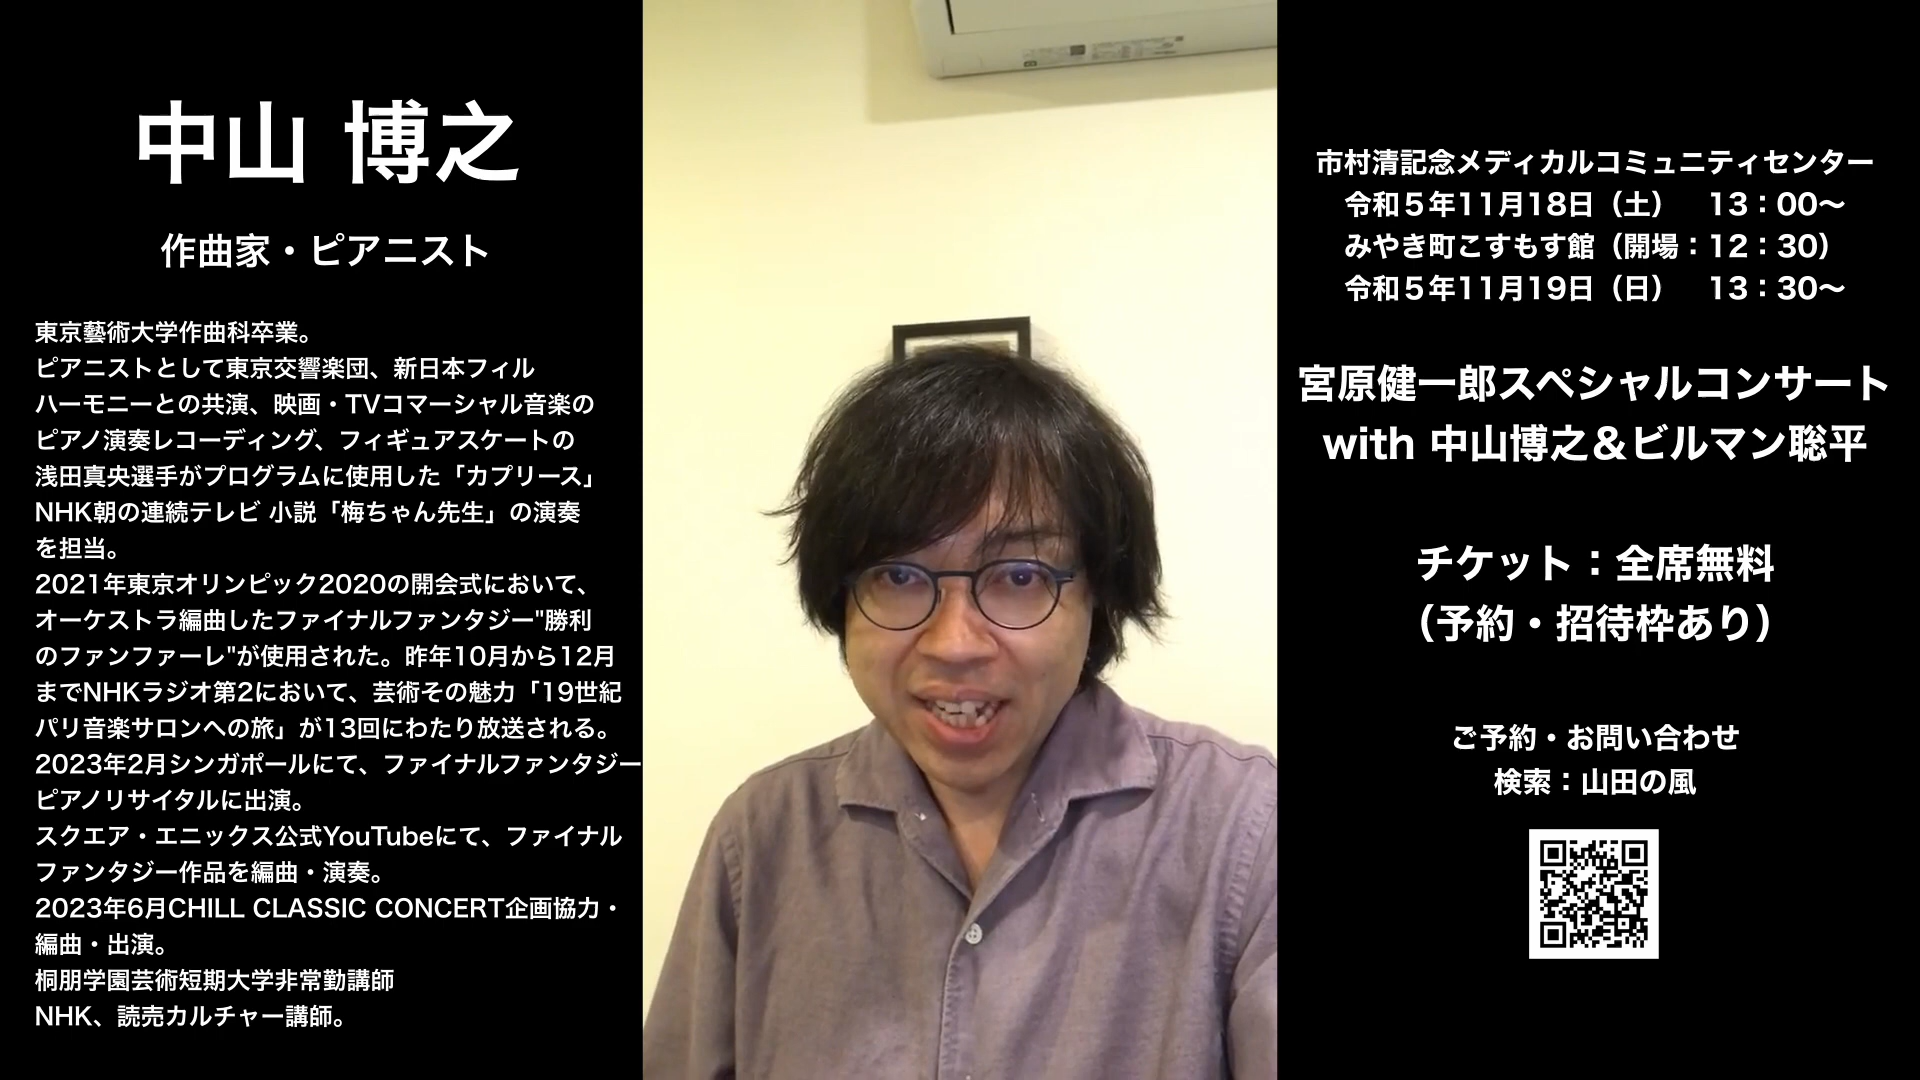 中山 博之
作曲家・ピアニスト
東京藝術大学作曲科卒業。
ピアニストとして東京交響楽団、新日本フィル
ハーモニーとの共演、映画・TVコマーシャル音楽の
ピアノ演奏レコーディング、フィギュアスケートの
浅田真央選手がプログラムに使用した「カプリース」
NHK朝の連続テレビ 小説「梅ちゃん先生」の演奏
を担当。
2021年東京オリンピック2020の開会式において、
オーケストラ編曲したファイナルファンタジー"勝利
のファンファーレ"が使用された。昨年10月から12月
までNHKラジオ第2において、芸術その魅力「19世紀
パリ音楽サロンへの旅」が13回にわたり放送される。
2023年2月シンガポールにて、ファイナルファンタジー
ピアノリサイタルに出演。
スクエア・エニックス公式YouTubeにて、ファイナル
ファンタジー作品を編曲・演奏。
2023年6月CHILL CLASSIC CONCERT企画協力・
編曲・出演。
桐朋学園芸術短期大学非常勤講師
NHK、読売カルチャー講師。
市村清記念メディカルコミュニティセンター
令和５年11月18日（土）　13：00〜
みやき町こすもす館（開場：12：30）
令和５年11月19日（日）　13：30〜
宮原健一郎スペシャルコンサート
with 中山博之＆ビルマン聡平
チケット：全席無料
（予約・招待枠あり）
ご予約・お問い合わせ
検索：山田の風